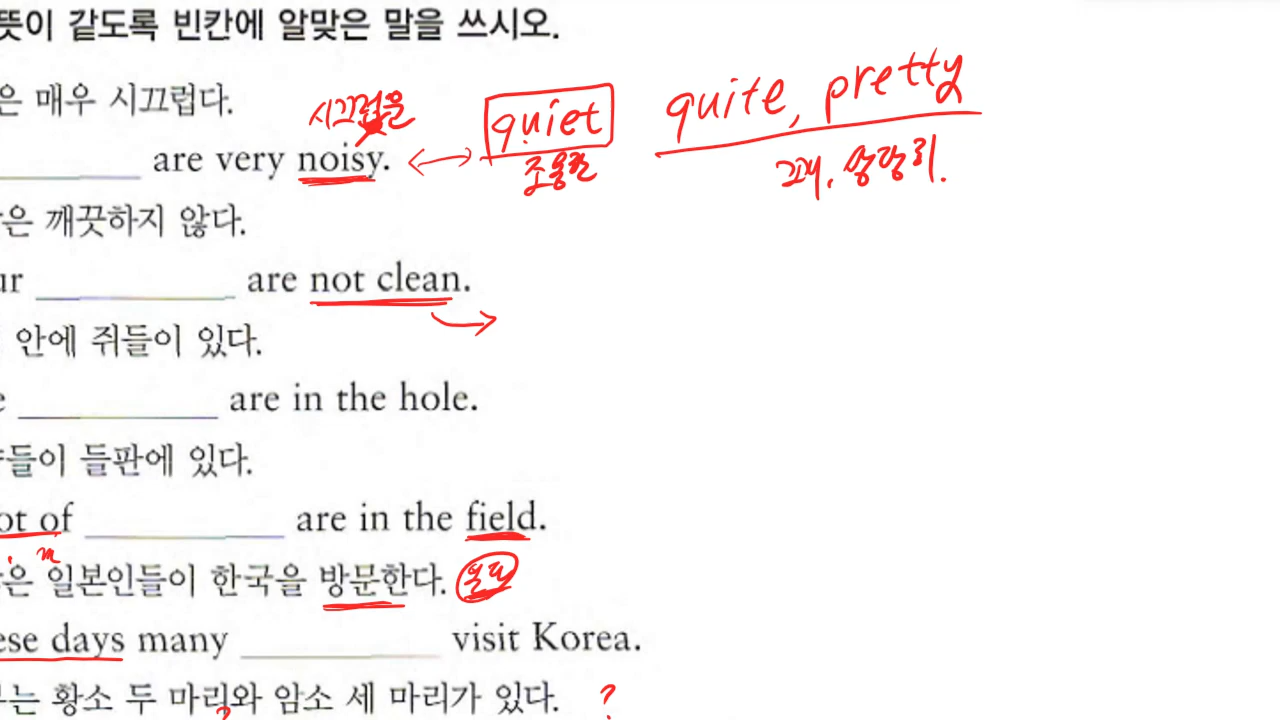 뜻이 같도록 빈칸에 알맞은 말을 쓰시오.
은 매우 시끄럽다.
시끄러운 quiet quite, pretty
are very noisy. 조용한 꽤, 상당히.
은 깨끗하지 않다.
ur are not clean.
안에 쥐들이 있다.
e are in the hole.
들이 들판에 있다.
ot of are in the field.
은 일본인들이 한국을 방문한다.
ese days many visit Korea.
는 황소 두 마리와 암소 세 마리가 있다. ?